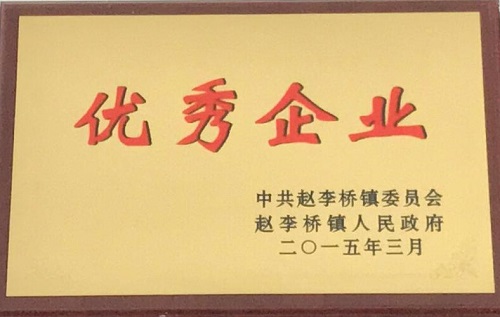 优秀企业
中共赵李桥镇委员会
赵李桥镇人民政府
二〇一五年三月